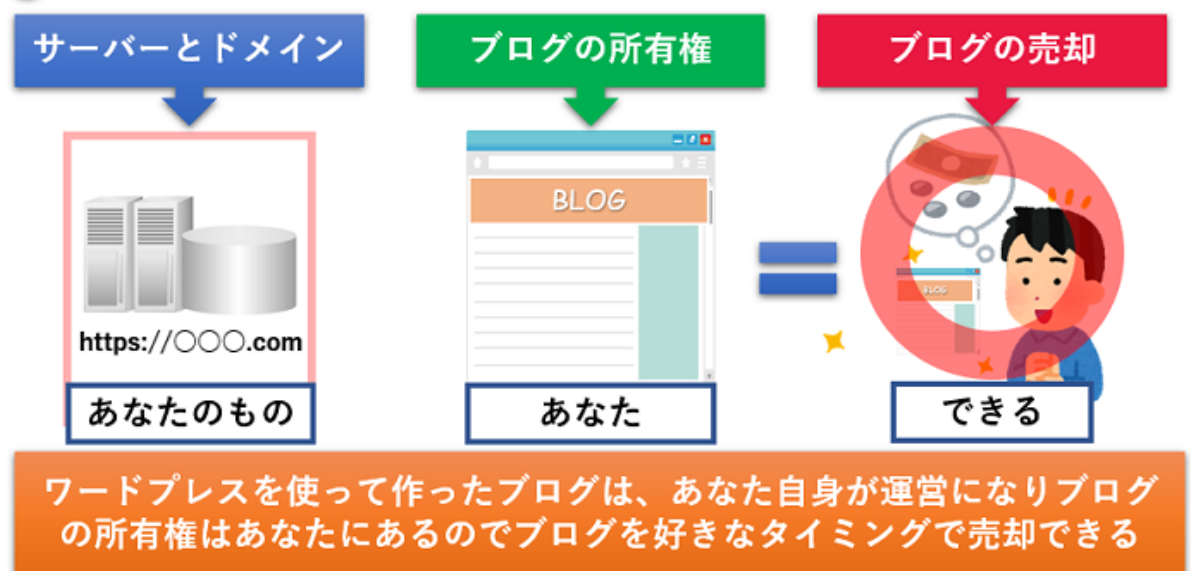 サーバーとドメイン
ブログの所有権
ブログの売却
BLOG
BLOG
https://〇〇〇.com
あなたのもの
あなた
できる
ワードプレスを使って作ったブログは、あなた自身が運営になりブログ
の所有権はあなたにあるのでブログを好きなタイミングで売却できる